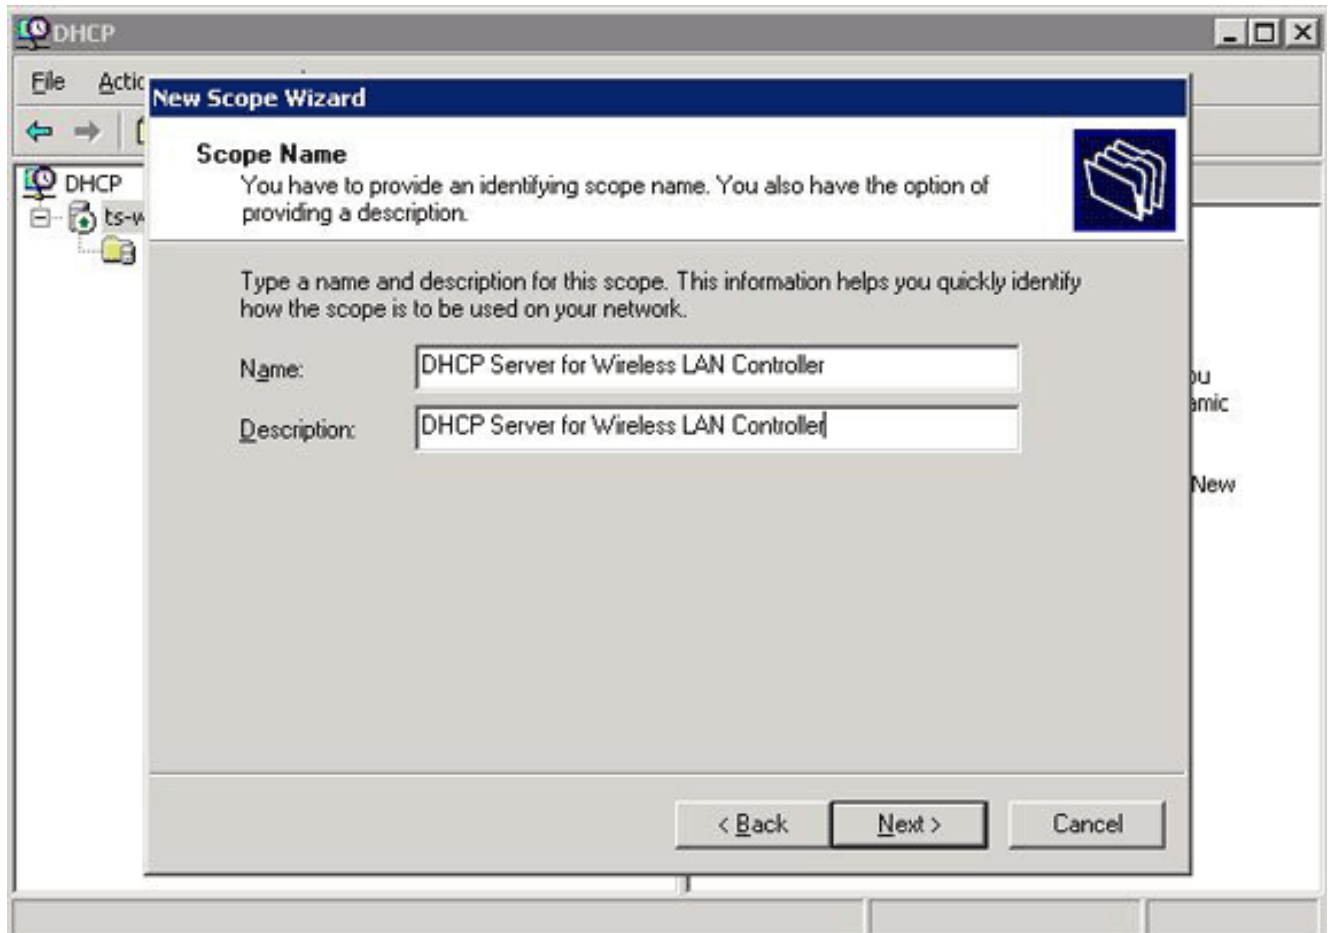 DHCP
File
New Scope Wizard
Scope Name
You have to provide an identifying scope name. You also have the option of
providing a description.
DHCP
Type a name and description for this scope. This information helps you quickly identify
how the scope is to be used on your network.
Name: DHCP Server for Wireless LAN Controller
Description: DHCP Server for Wireless LAN Controller
New
< Back Next > Cancel